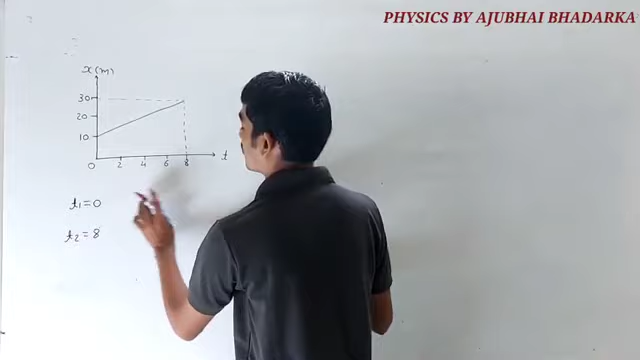 PHYSICS BY AJUBHAI BHADARKA
x (m)
30
20
10
0 2 4 6 8 t
t₁ = 0
t₂ = 8